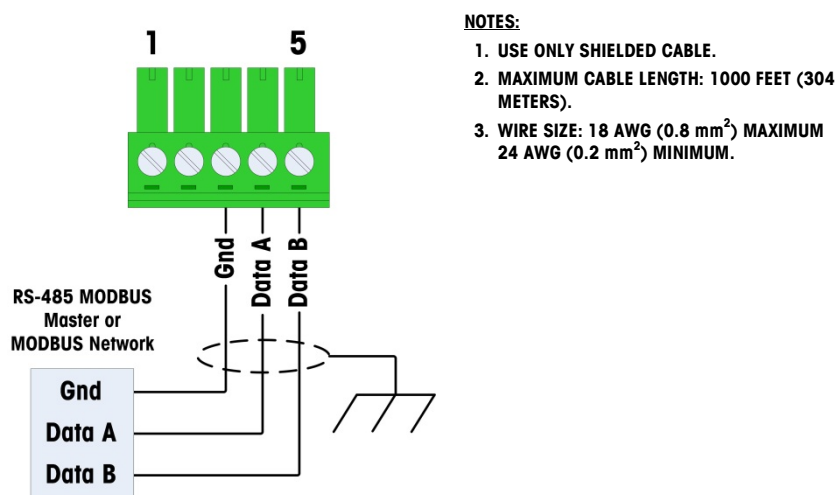 1 5
NOTES:
1. USE ONLY SHIELDED CABLE.
2. MAXIMUM CABLE LENGTH: 1000 FEET (304
METERS).
3. WIRE SIZE: 18 AWG (0.8 mm²) MAXIMUM
24 AWG (0.2 mm²) MINIMUM.
Gnd
Data A
Data B
RS-485 MODBUS
Master or
MODBUS Network
Gnd
Data A
Data B